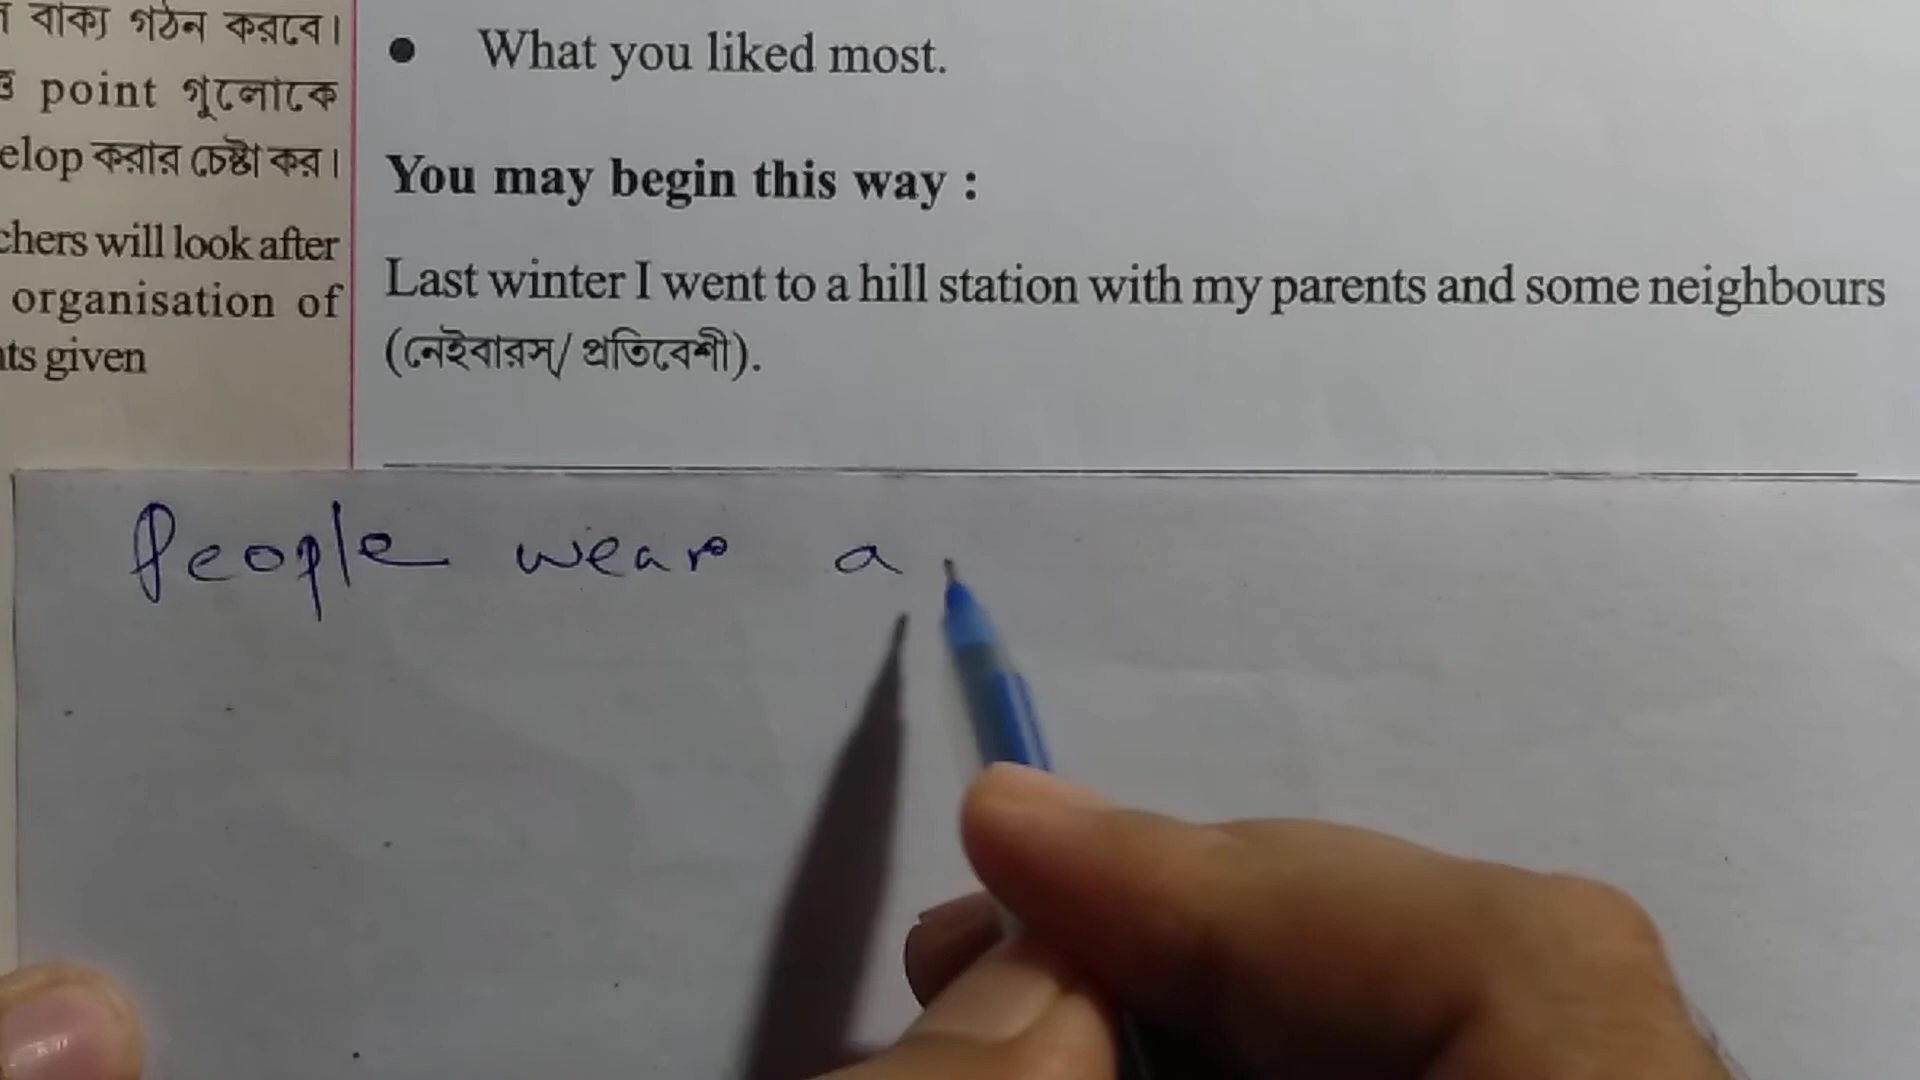 বাক্য গঠন করবে।
point গুলোকে
elop করার চেষ্টা কর।
chers will look after
organisation of
nts given
● What you liked most.
You may begin this way :
Last winter I went to a hill station with my parents and some neighbours
(নেইবারস্/ প্রতিবেশী).
People wear a